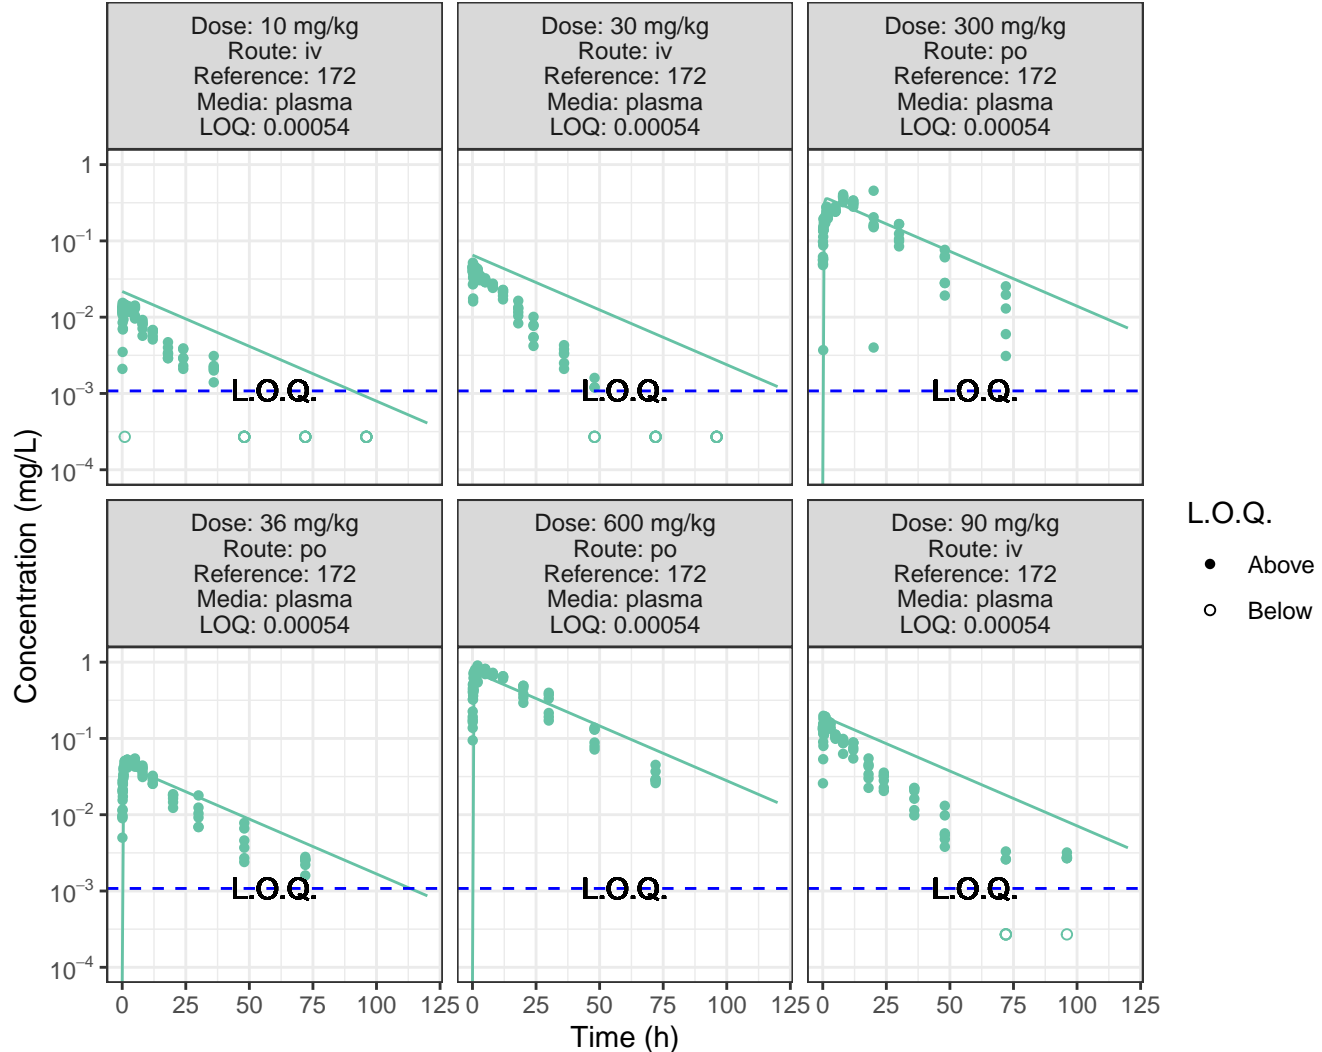 Dose: 10 mg/kg
Route: iv
Reference: 172
Media: plasma
LOQ: 0.00054
Dose: 30 mg/kg
Route: iv
Reference: 172
Media: plasma
LOQ: 0.00054
Dose: 300 mg/kg
Route: po
Reference: 172
Media: plasma
LOQ: 0.00054
1
10⁻¹
10⁻²
10⁻³
10⁻⁴
L.O.Q.
L.O.Q.
L.O.Q.
Dose: 36 mg/kg
Route: po
Reference: 172
Media: plasma
LOQ: 0.00054
Dose: 600 mg/kg
Route: po
Reference: 172
Media: plasma
LOQ: 0.00054
Dose: 90 mg/kg
Route: iv
Reference: 172
Media: plasma
LOQ: 0.00054
1
10⁻¹
10⁻²
10⁻³
10⁻⁴
L.O.Q.
L.O.Q.
L.O.Q.
0 25 50 75 100 125
0 25 50 75 100 125
0 25 50 75 100 125
Time (h)
Concentration (mg/L)
L.O.Q.
Above
Below